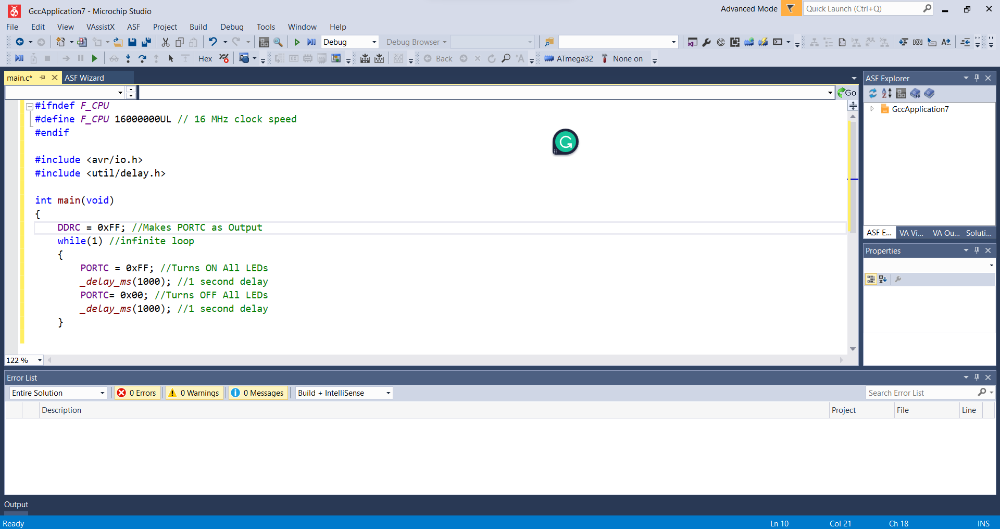 GccApplication7 - Microchip Studio
Advanced Mode
Quick Launch (Ctrl+Q)
File Edit View VAssistX ASF Project Build Debug Tools Window Help
Debug
Debug Browser
Hex
Back
ATmega32
None on
main.c*
ASF Wizard
Go
#ifndef F_CPU
#define F_CPU 16000000UL // 16 MHz clock speed
#endif
#include <avr/io.h>
#include <util/delay.h>
int main(void)
{
DDRC = 0xFF; //Makes PORTC as Output
while(1) //infinite loop
{
PORTC = 0xFF; //Turns ON All LEDs
_delay_ms(1000); //1 second delay
PORTC= 0x00; //Turns OFF All LEDs
_delay_ms(1000); //1 second delay
}
122 %
ASF Explorer
GccApplication7
ASF E... VA Vi... VA Ou... Soluti...
Properties
Error List
Entire Solution
0 Errors
0 Warnings
0 Messages
Build + IntelliSense
Search Error List
Description Project File Line
Output
Ready
Ln 10 Col 21 Ch 18 INS